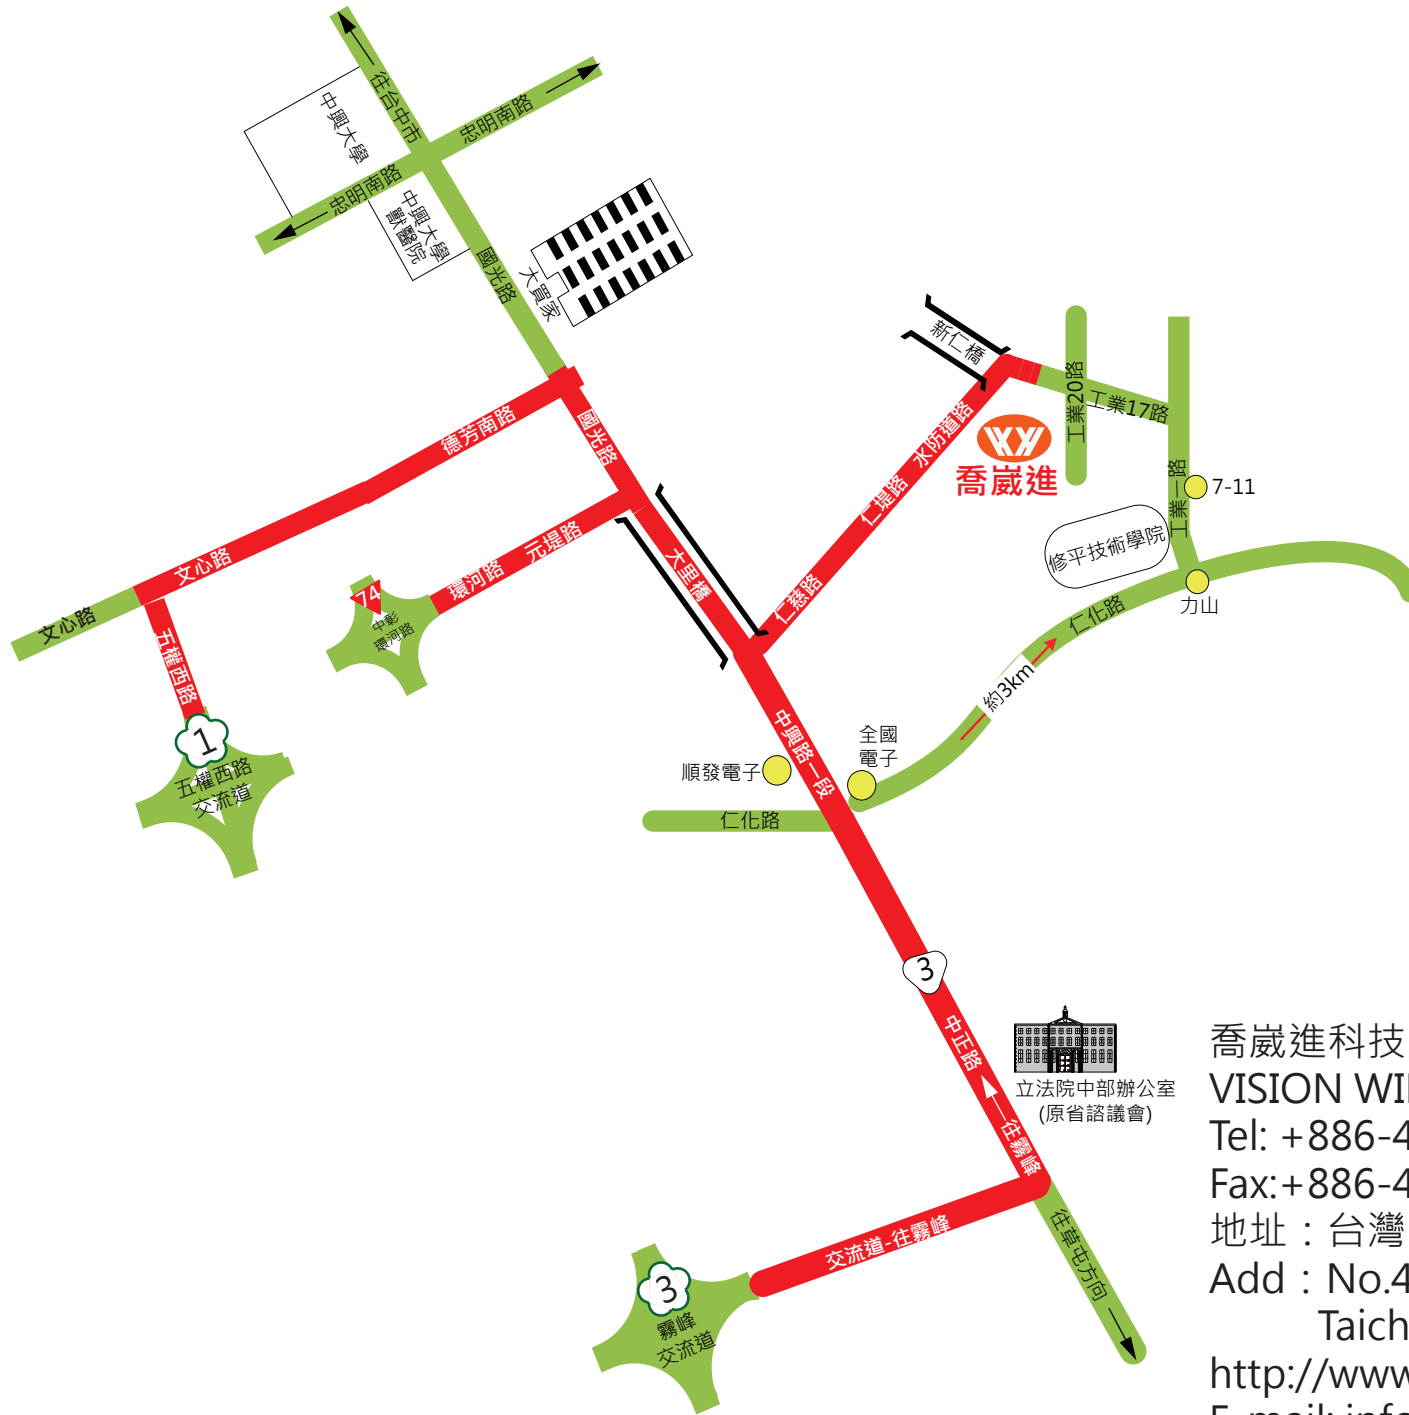 往台中市
忠明南路
中興大學
忠明南路
中興大學
獸醫院
國光路
大買家
新仁橋
工業20路
工業17路
國光路
德芳南路
水防道路
喬崴進
仁堤路
工業一路
7-11
修平技術學院
元堤路
環河路
大里橋
文心路
文心路
74
中彰
環河路
仁慈路
仁化路
力山
五權西路
約3km
1
五權西路
交流道
中興路一段
全國
電子
順發電子
仁化路
3
中正路
立法院中部辦公室
(原省諮議會)
往霧峰
交流道-往霧峰
往草屯方向
3
霧峰
交流道
喬崴進科技
VISION WI
Tel: +886-4
Fax:+886-4
地址：台灣
Add：No.4
Taich
http://www
E-mail: info